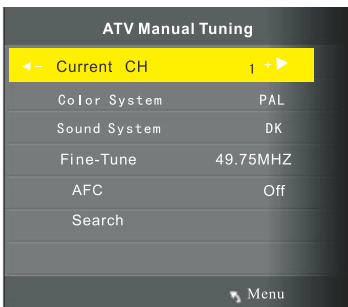 ATV Manual Tuning
Current CH 1 +
Color System PAL
Sound System DK
Fine-Tune 49.75MHZ
AFC Off
Search
Menu